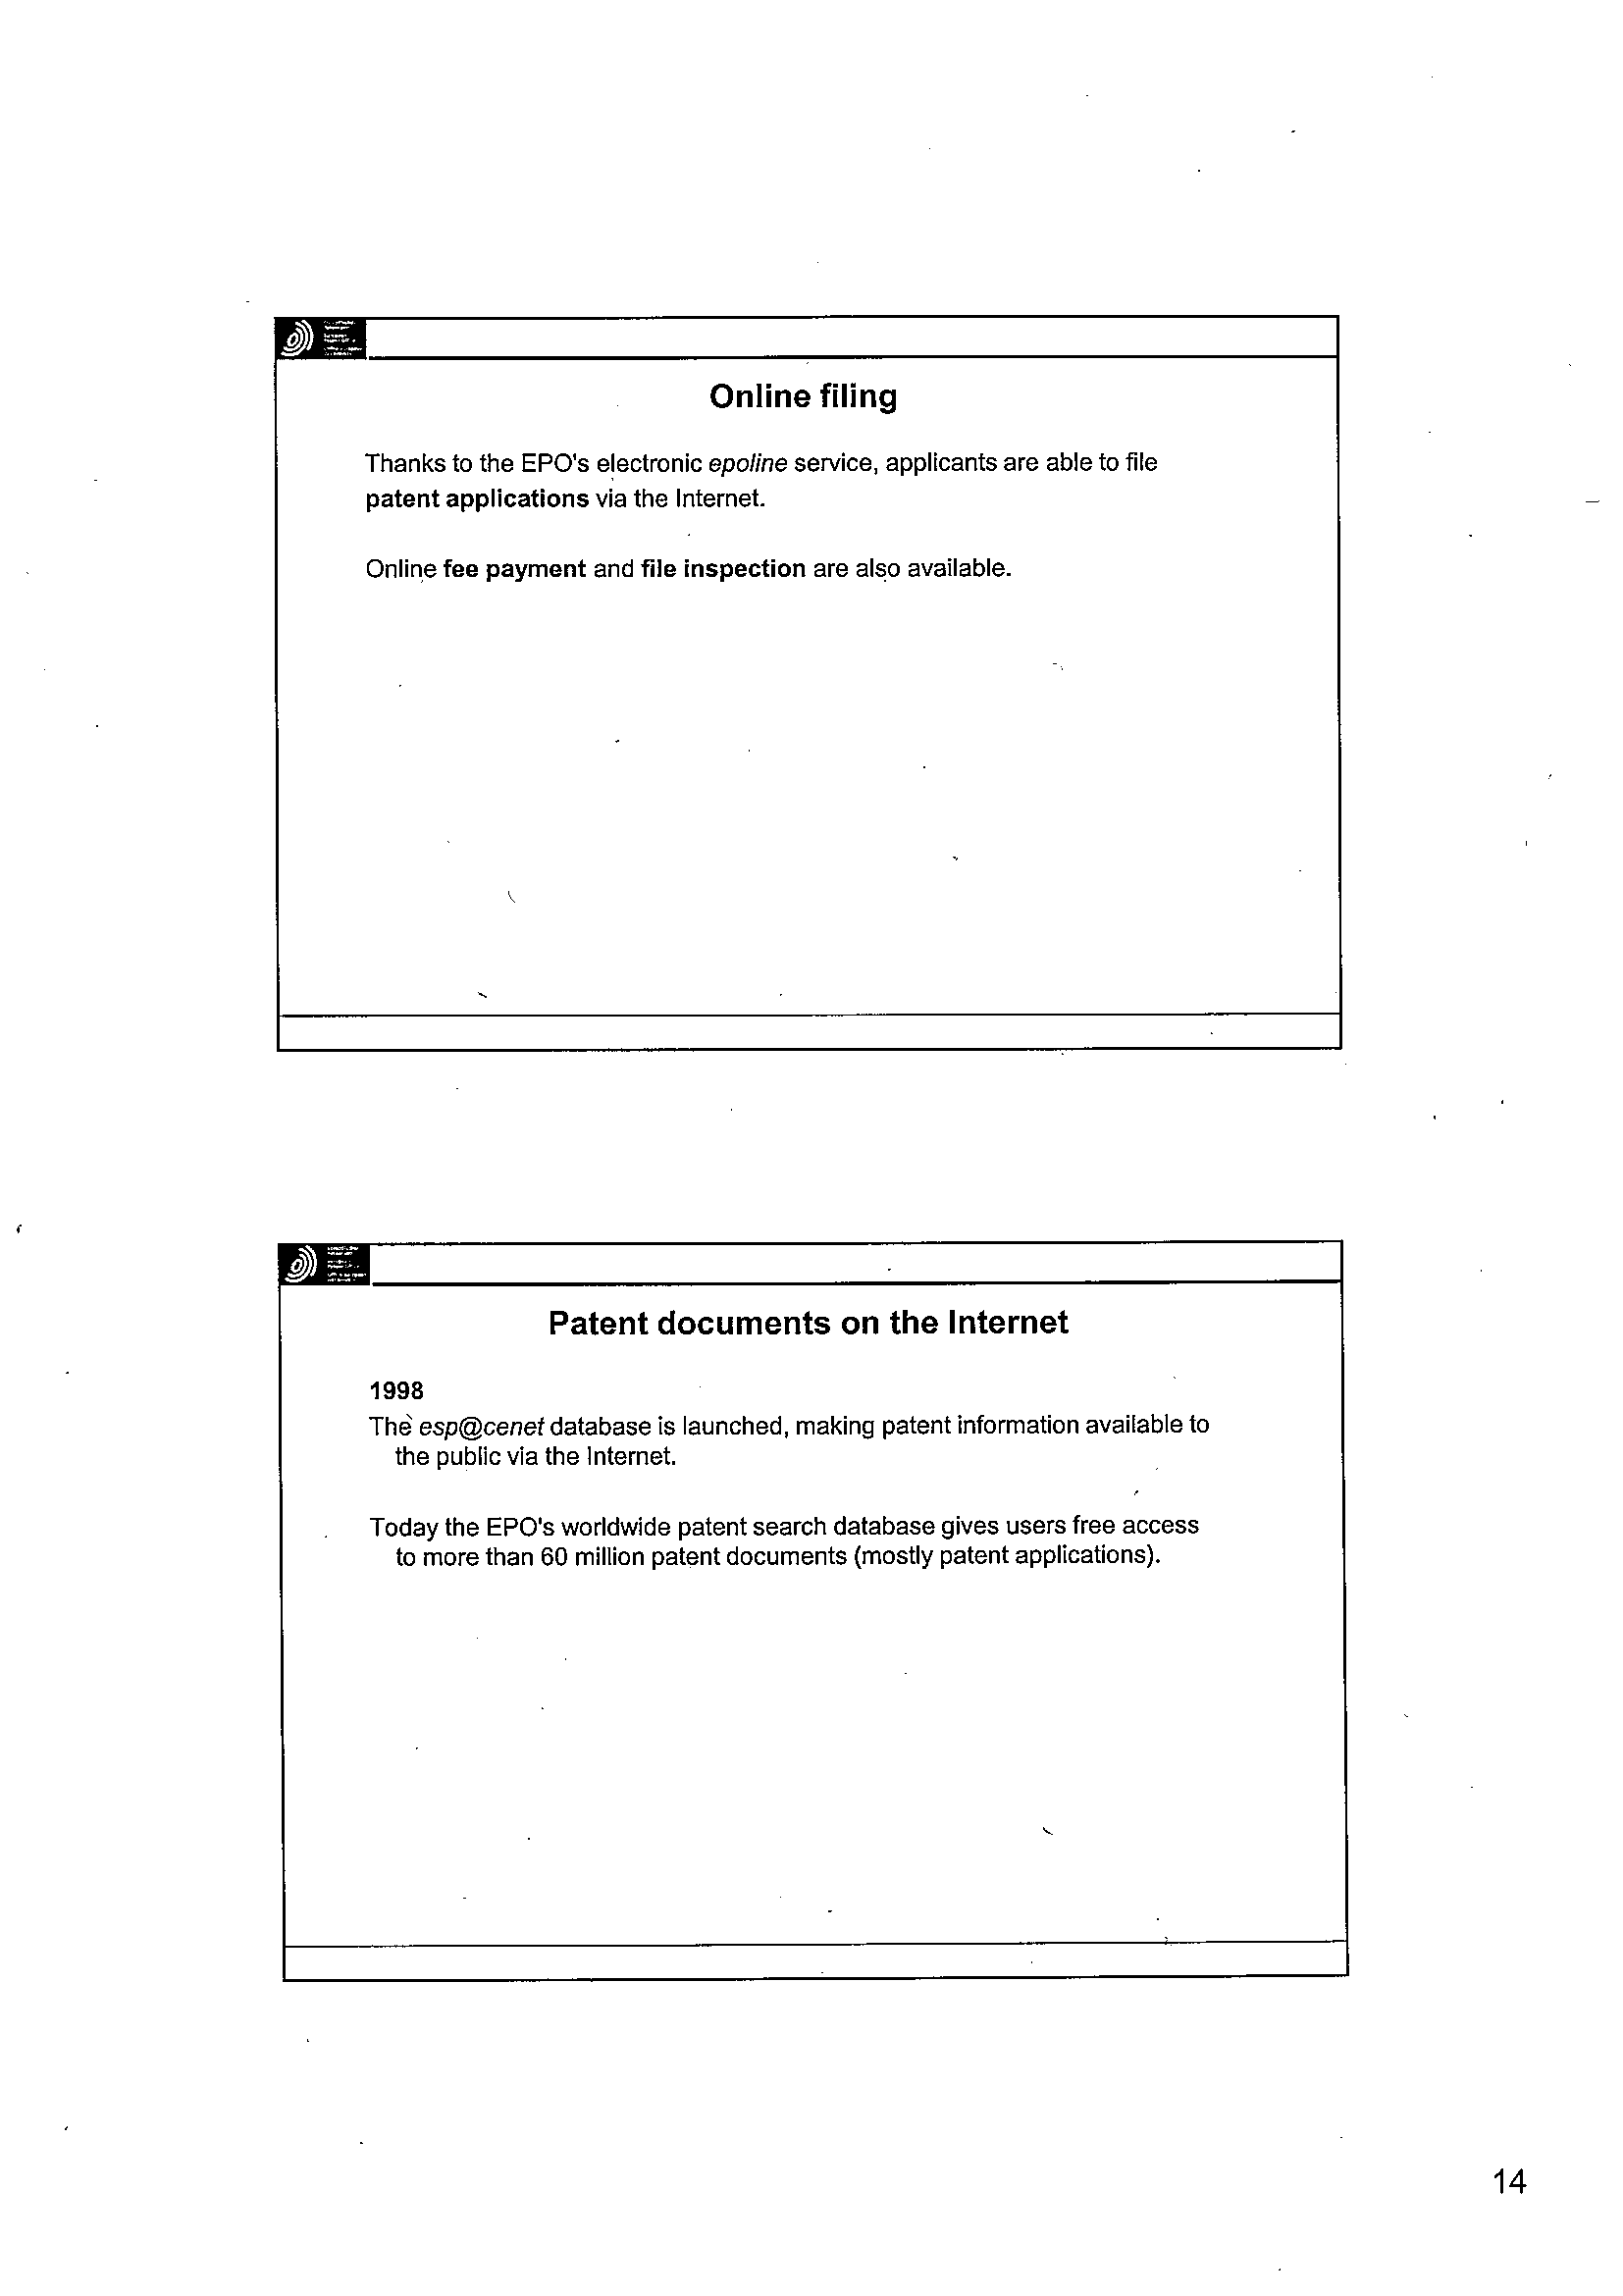 Online filing
Thanks to the EPO's electronic epoline service, applicants are able to file
patent applications via the Internet.
Online fee payment and file inspection are also available.
Patent documents on the Internet
1998
The esp@cenet database is launched, making patent information available to
the public via the Internet.
Today the EPO's worldwide patent search database gives users free access
to more than 60 million patent documents (mostly patent applications).
14